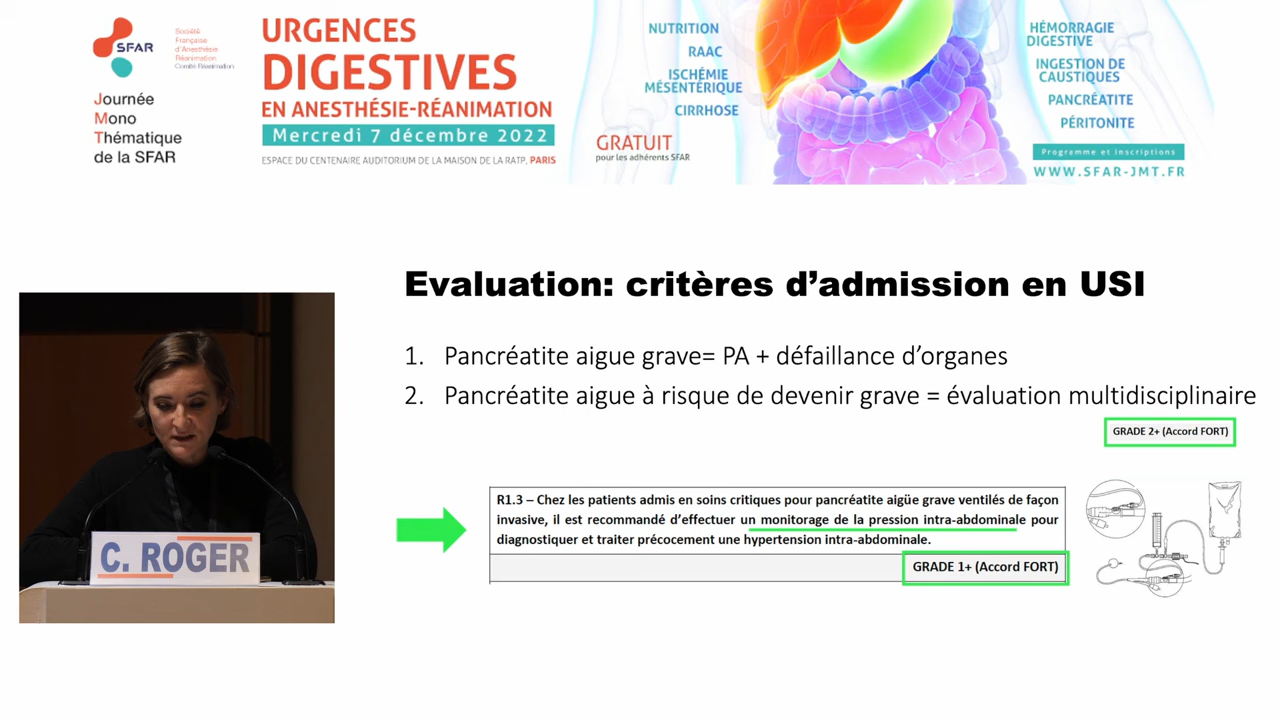 SFAR
Société
Française
d'Anesthésie
Réanimation
Comité Réanimation
Journée
Mono
Thématique
de la SFAR
URGENCES
DIGESTIVES
EN ANESTHÉSIE-RÉANIMATION
Mercredi 7 décembre 2022
ESPACE DU CENTENAIRE AUDITORIUM DE LA MAISON DE LA RATP, PARIS
NUTRITION
RAAC
ISCHÉMIE
MÉSENTÉRIQUE
CIRRHOSE
GRATUIT
pour les adhérents SFAR
HÉMORRAGIE
DIGESTIVE
INGESTION DE
CAUSTIQUES
PANCRÉATITE
PÉRITONITE
Programme et inscriptions
WWW.SFAR-JMT.FR
Evaluation: critères d'admission en USI
1. Pancréatite aigue grave= PA + défaillance d'organes
2. Pancréatite aigue à risque de devenir grave = évaluation multidisciplinaire
GRADE 2+ (Accord FORT)
R1.3 – Chez les patients admis en soins critiques pour pancréatite aigüe grave ventilés de façon
invasive, il est recommandé d'effectuer un monitorage de la pression intra-abdominale pour
diagnostiquer et traiter précocement une hypertension intra-abdominale.
GRADE 1+ (Accord FORT)
C. ROGER